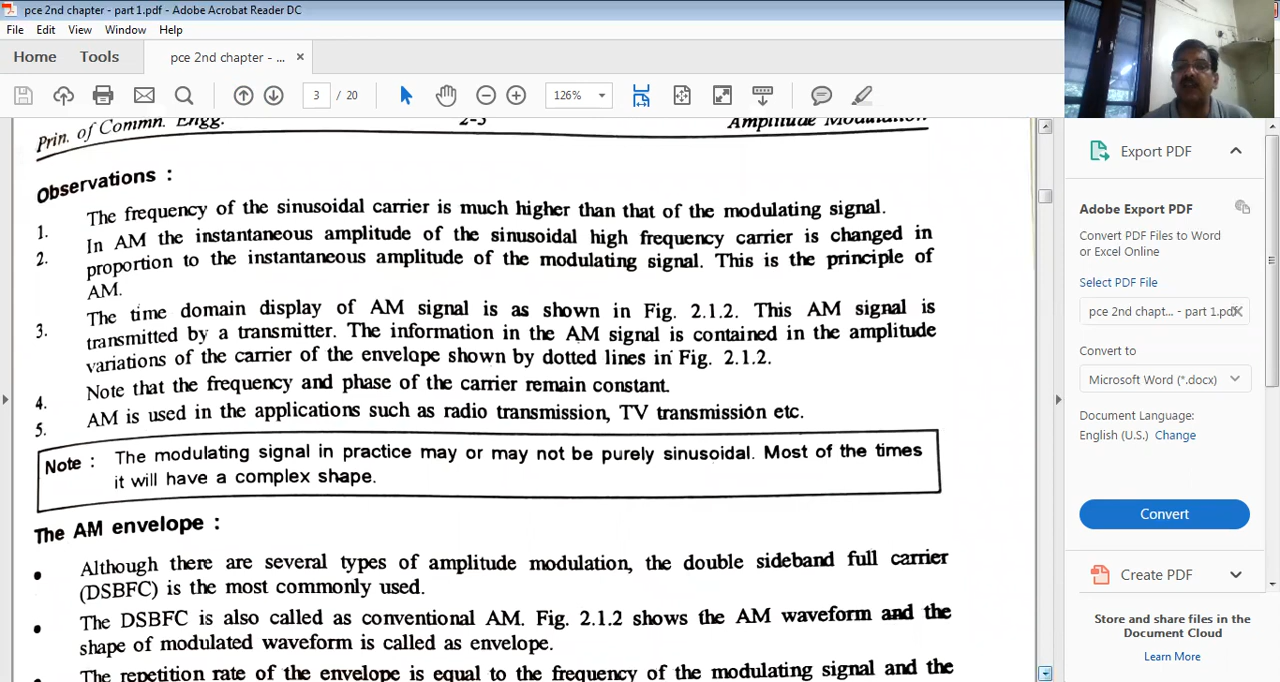 pce 2nd chapter - part 1.pdf - Adobe Acrobat Reader DC
File Edit View Window Help
Home Tools pce 2nd chapter - ... ×
3 / 20 126%
Prin. of Commn. Engg. 2-3 Amplitude Modulation
Observations :
1. The frequency of the sinusoidal carrier is much higher than that of the modulating signal.
2. In AM the instantaneous amplitude of the sinusoidal high frequency carrier is changed in
proportion to the instantaneous amplitude of the modulating signal. This is the principle of
AM.
3. The time domain display of AM signal is as shown in Fig. 2.1.2. This AM signal is
transmitted by a transmitter. The information in the AM signal is contained in the amplitude
variations of the carrier of the envelope shown by dotted lines in Fig. 2.1.2.
4. Note that the frequency and phase of the carrier remain constant.
5. AM is used in the applications such as radio transmission, TV transmission etc.
Note : The modulating signal in practice may or may not be purely sinusoidal. Most of the times
it will have a complex shape.
The AM envelope :
• Although there are several types of amplitude modulation, the double sideband full carrier
(DSBFC) is the most commonly used.
• The DSBFC is also called as conventional AM. Fig. 2.1.2 shows the AM waveform and the
shape of modulated waveform is called as envelope.
• The repetition rate of the envelope is equal to the frequency of the modulating signal and the
Export PDF
Adobe Export PDF
Convert PDF Files to Word
or Excel Online
Select PDF File
pce 2nd chapt... - part 1.pdf
Convert to
Microsoft Word (*.docx)
Document Language:
English (U.S.) Change
Convert
Create PDF
Store and share files in the
Document Cloud
Learn More